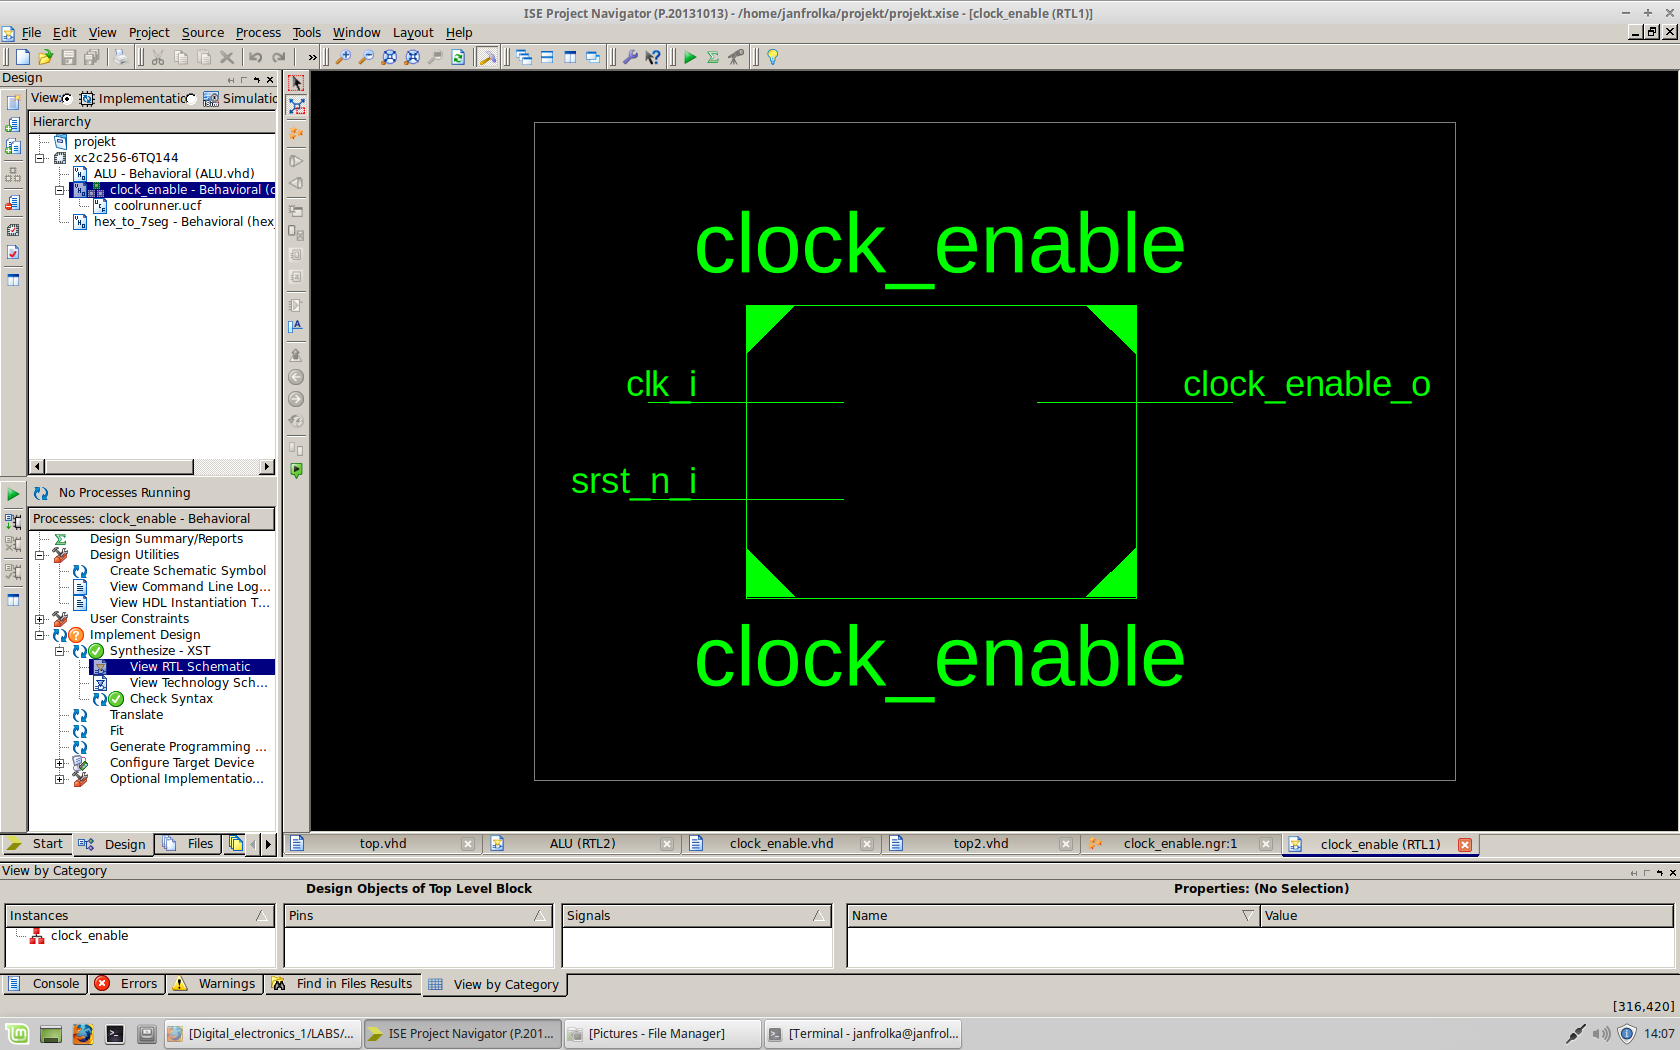 ISE Project Navigator (P.20131013) - /home/janfrolka/projekt/projekt.xise - [clock_enable (RTL1)]
File Edit View Project Source Process Tools Window Layout Help
Design
View: Implementatic Simulatic
Hierarchy
projekt
xc2c256-6TQ144
ALU - Behavioral (ALU.vhd)
clock_enable - Behavioral (c
coolrunner.ucf
hex_to_7seg - Behavioral (hex_
No Processes Running
Processes: clock_enable - Behavioral
Design Summary/Reports
Design Utilities
Create Schematic Symbol
View Command Line Log...
View HDL Instantiation T...
User Constraints
Implement Design
Synthesize - XST
View RTL Schematic
View Technology Sch...
Check Syntax
Translate
Fit
Generate Programming ...
Configure Target Device
Optional Implementatio...
Start Design Files
clock_enable
clk_i
clock_enable_o
srst_n_i
clock_enable
top.vhd ALU (RTL2) clock_enable.vhd top2.vhd clock_enable.ngr:1 clock_enable (RTL1)
View by Category
Design Objects of Top Level Block Properties: (No Selection)
Instances Pins Signals Name Value
clock_enable
Console Errors Warnings Find in Files Results View by Category
[316,420]
[Digital_electronics_1/LABS/... ISE Project Navigator (P.201... [Pictures - File Manager] [Terminal - janfrolka@janfrol... 14:07